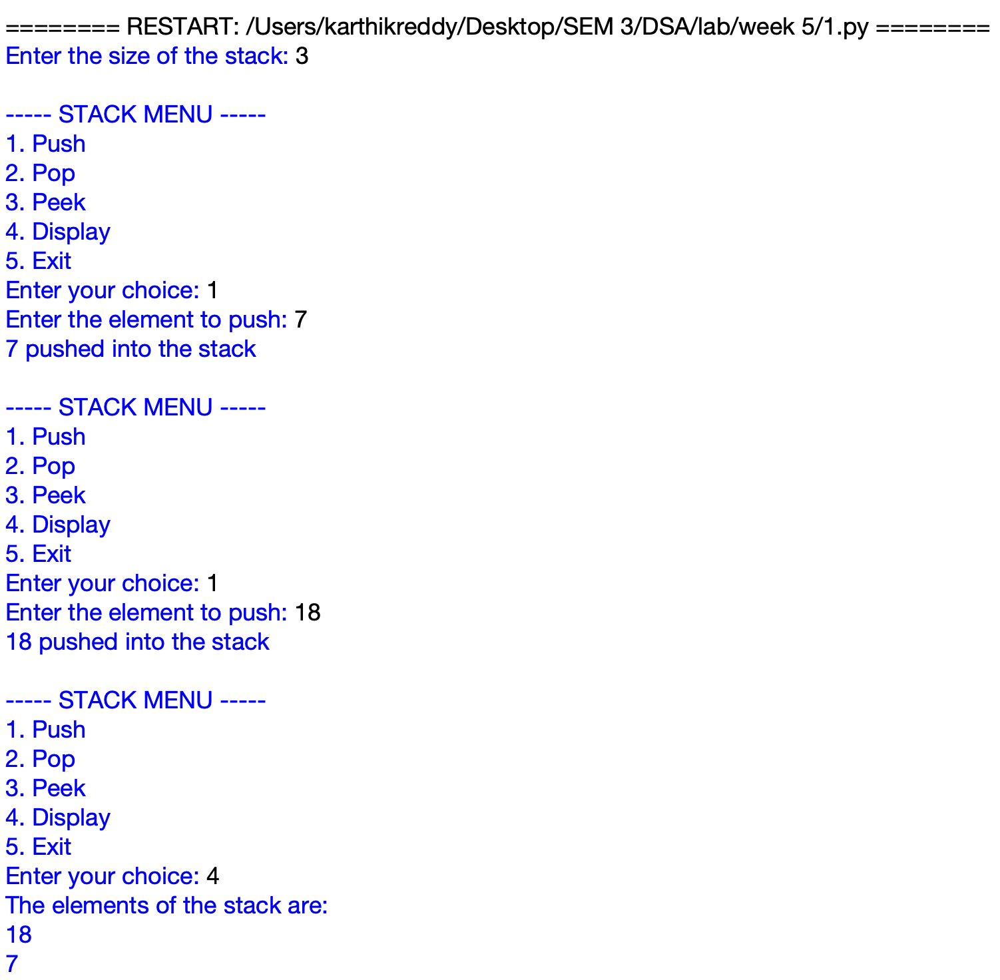 ======== RESTART: /Users/karthikreddy/Desktop/SEM 3/DSA/lab/week 5/1.py ========
Enter the size of the stack: 3
----- STACK MENU -----
1. Push
2. Pop
3. Peek
4. Display
5. Exit
Enter your choice: 1
Enter the element to push: 7
7 pushed into the stack
----- STACK MENU -----
1. Push
2. Pop
3. Peek
4. Display
5. Exit
Enter your choice: 1
Enter the element to push: 18
18 pushed into the stack
----- STACK MENU -----
1. Push
2. Pop
3. Peek
4. Display
5. Exit
Enter your choice: 4
The elements of the stack are:
18
7